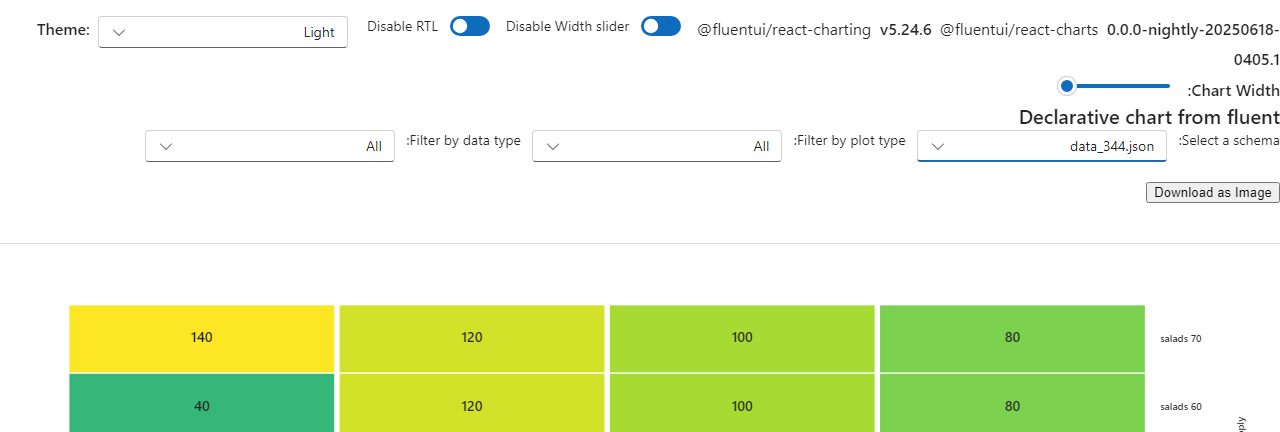 Theme: Light Disable RTL Disable Width slider @fluentui/react-charting v5.24.6 @fluentui/react-charts 0.0.0-nightly-20250618-
0405.1
:Chart Width
Declarative chart from fluent
:Select a schema data_344.json :Filter by plot type All :Filter by data type All
Download as Image
140 120 100 80 salads 70
40 120 100 80 salads 60